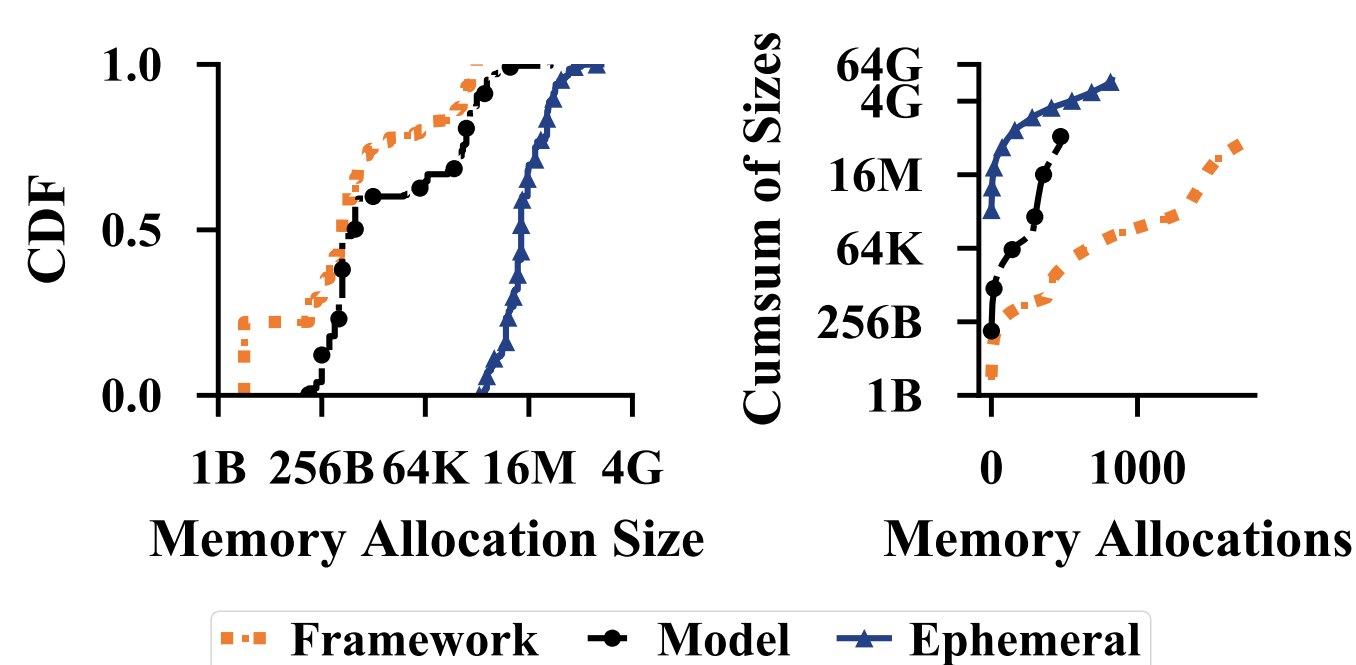 CDF
1.0
0.5
0.0
1B 256B 64K 16M 4G
Memory Allocation Size
Cumsum of Sizes
64G
4G
16M
64K
256B
1B
0 1000
Memory Allocations
Framework Model Ephemeral